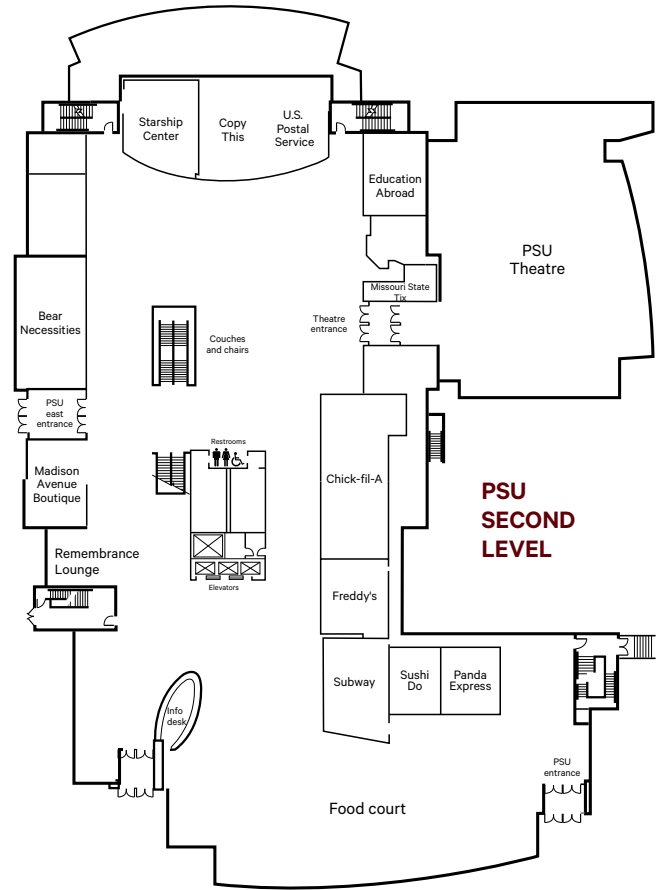 Starship
Center
Copy
This
U.S.
Postal
Service
Education
Abroad
PSU
Theatre
Missouri State
Tix
Bear
Necessities
Theatre
entrance
Couches
and chairs
PSU
east
entrance
Restrooms
Madison
Avenue
Boutique
Chick-fil-A
PSU
SECOND
LEVEL
Remembrance
Lounge
Elevators
Freddy's
Subway
Sushi
Do
Panda
Express
Info
desk
PSU
entrance
Food court